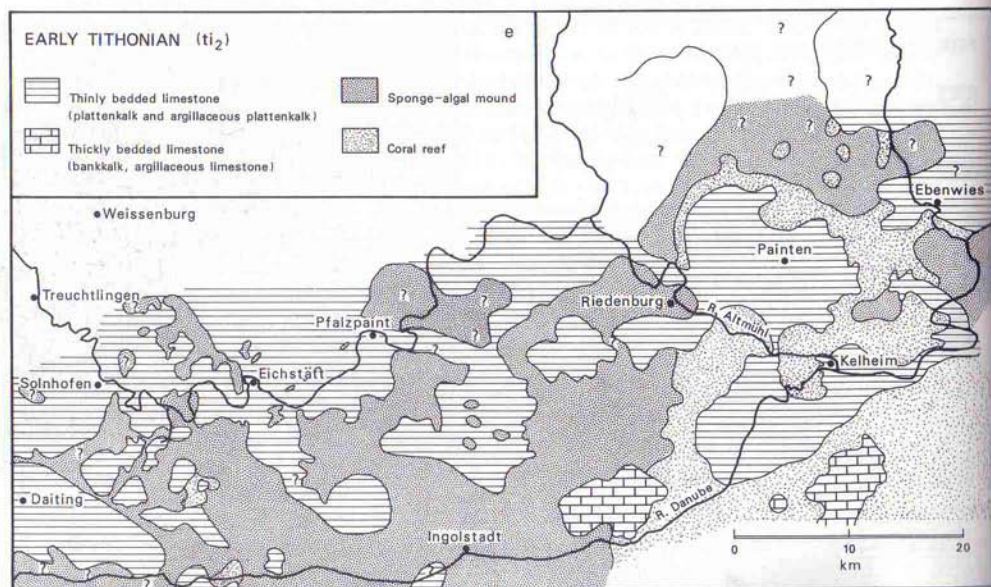 EARLY TITHONIAN (ti₂)
e
Thinly bedded limestone
(plattenkalk and argillaceous plattenkalk)
Thickly bedded limestone
(bankkalk, argillaceous limestone)
Sponge-algal mound
Coral reef
?
?
?
?
?
?
?
?
Ebenwies
Weissenburg
Painten
Treuchtlingen
?
?
?
Riedenburg
R. Altmühl
Pfalzpaint
?
?
Kelheim
Solnhofen
?
Eichstätt
?
?
Daiting
R. Danube
Ingolstadt
?
?
0
10
20
km